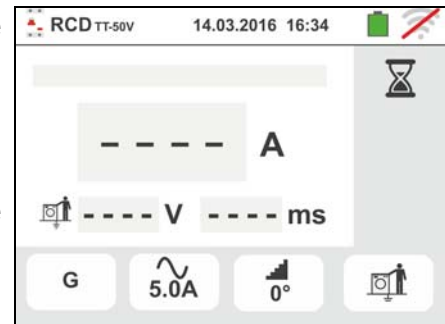 RCD TT-50V 14.03.2016 16:34
- - - - A
- - - - V - - - - ms
G 5.0A 0°